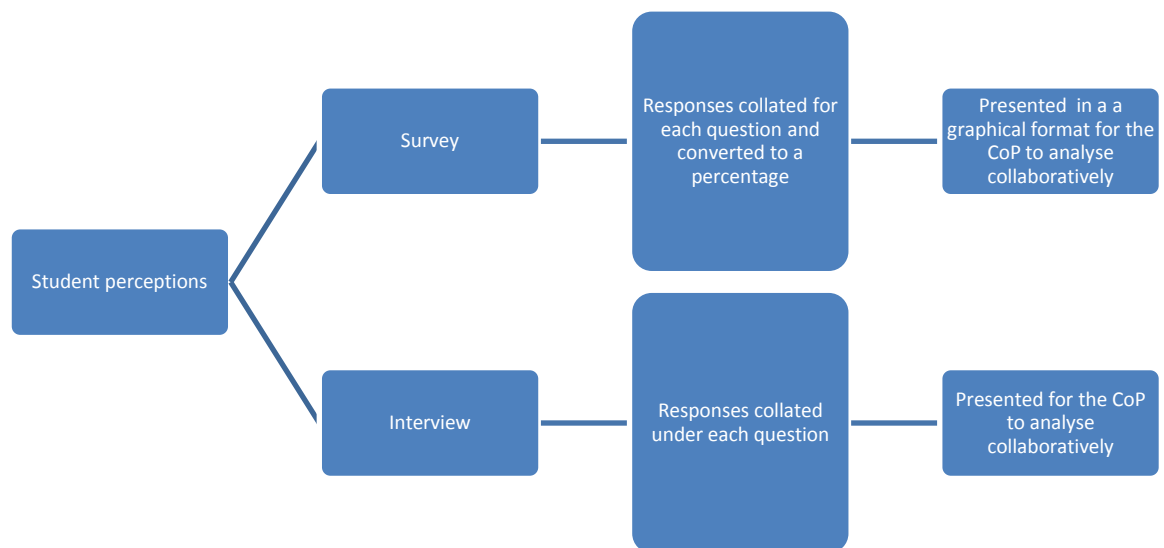 Student perceptions
Survey
Responses collated for
each question and
converted to a
percentage
Presented in a a
graphical format for the
CoP to analyse
collaboratively
Interview
Responses collated
under each question
Presented for the CoP
to analyse
collaboratively